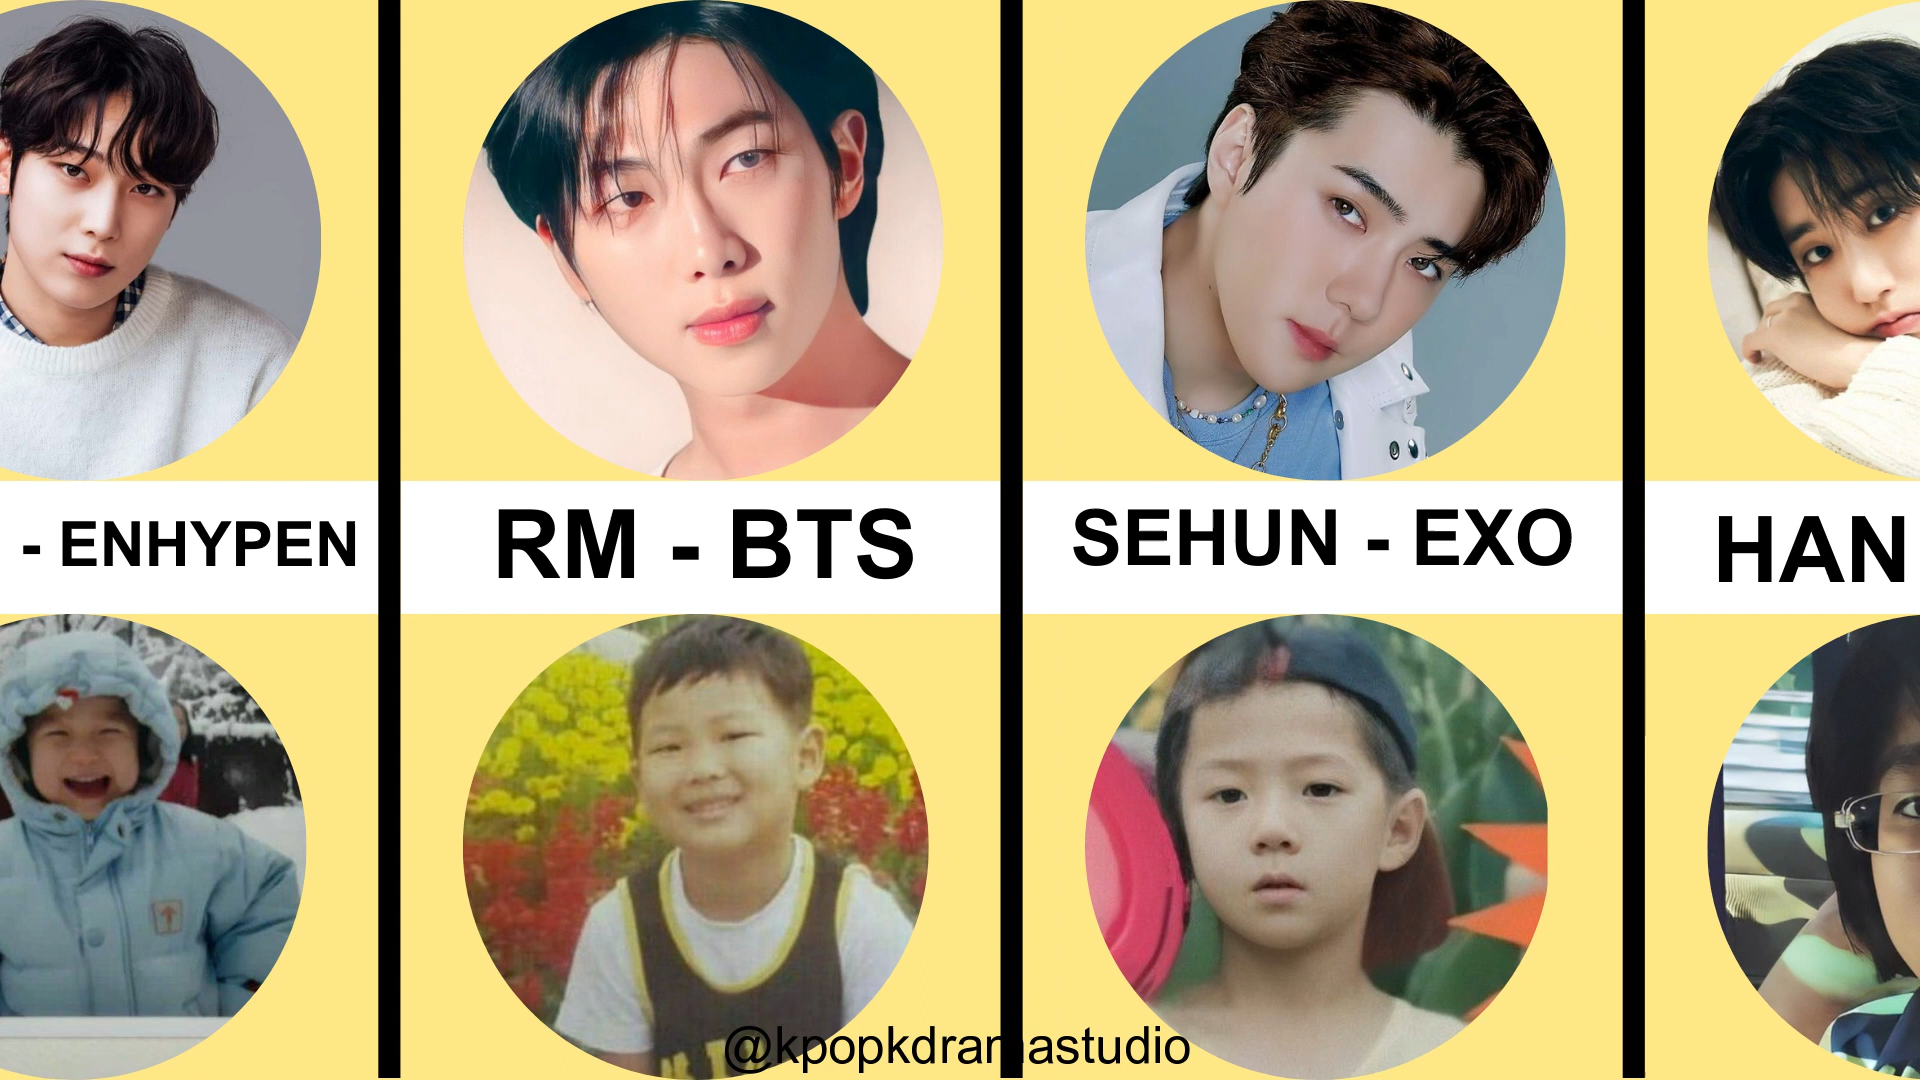 - ENHYPEN
RM - BTS
SEHUN - EXO
HAN
@kpopkdramastudio